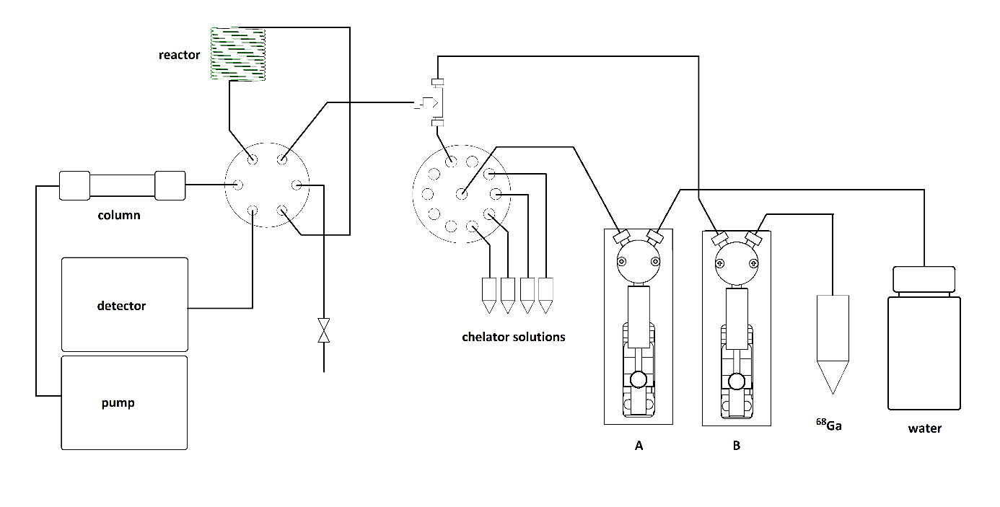 reactor
column
detector
pump
chelator solutions
A
B
⁶⁸Ga
water